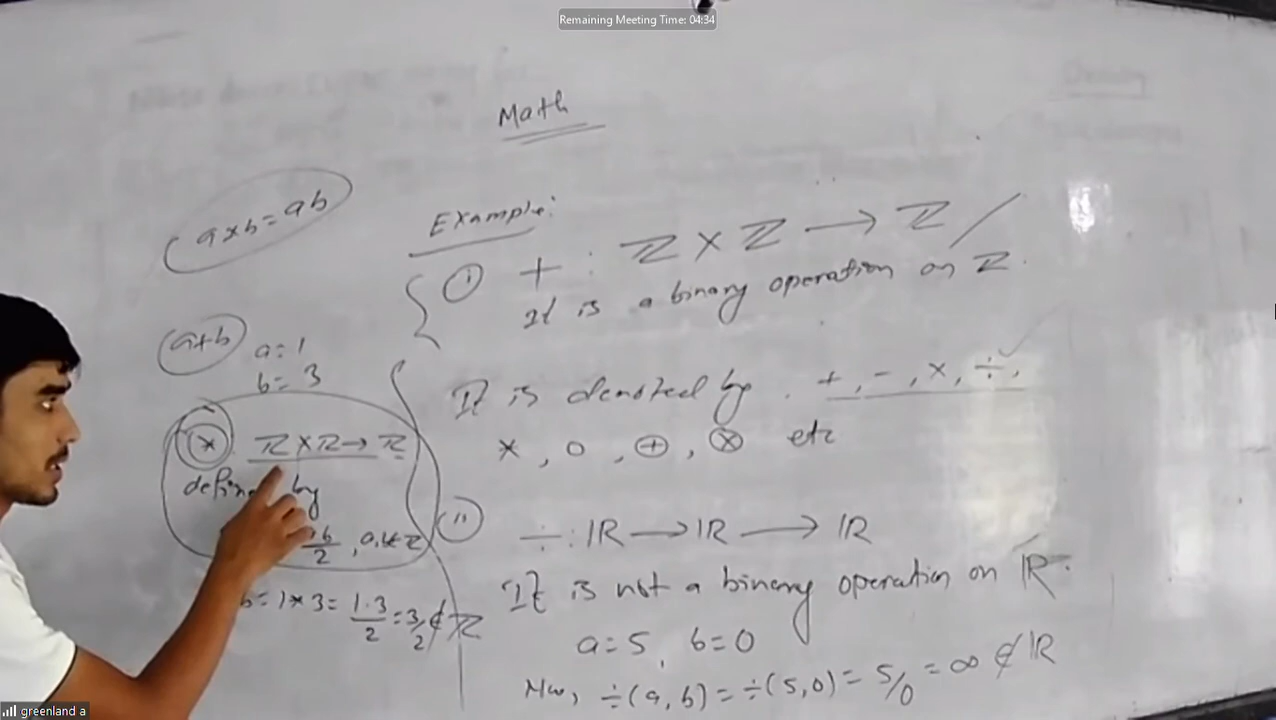 Remaining Meeting Time: 04:34
Math
a×b=ab
Example:
① + : ℤ × ℤ → ℤ
It is a binary operation on ℤ.
a+b
a=1
b=3
It is denoted by . +, -, ×, ÷,
*, o, ⊕, ⊗ etc
* ℤ×ℤ→ℤ
defined by
b/2, a,b∈ℤ
b = 1*3 = 1·3/2 = 3/2 ∉ ℤ
ii ÷ : ℝ → ℝ → ℝ
It is not a binary operation on ℝ.
a=5, b=0
Now, ÷(a,b) = ÷(5,0) = 5/0 = ∞ ∉ ℝ
greenland a